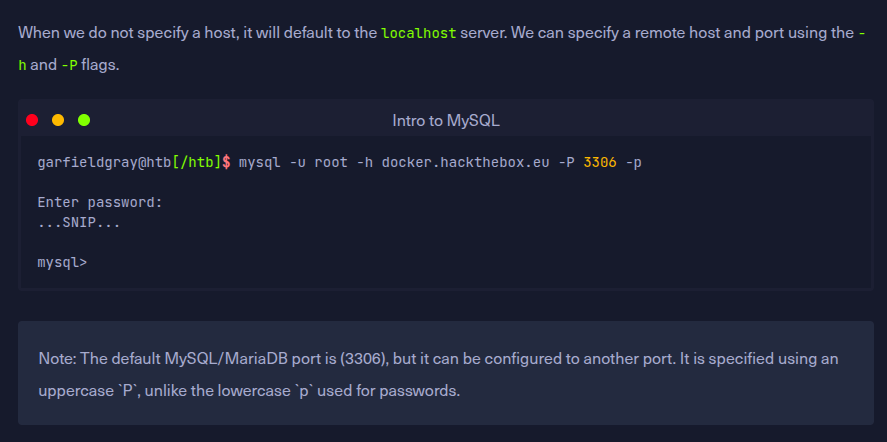 When we do not specify a host, it will default to the localhost server. We can specify a remote host and port using the -
h and -P flags.
Intro to MySQL
garfieldgray@htb[/htb]$ mysql -u root -h docker.hackthebox.eu -P 3306 -p
Enter password:
...SNIP...
mysql>
Note: The default MySQL/MariaDB port is (3306), but it can be configured to another port. It is specified using an
uppercase `P`, unlike the lowercase `p` used for passwords.